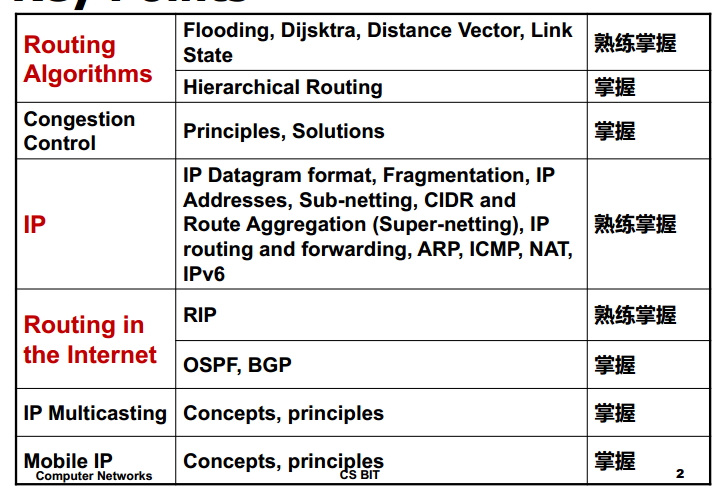 Key Points
Routing
Algorithms
Flooding, Dijsktra, Distance Vector, Link
State
熟练掌握
Hierarchical Routing
掌握
Congestion
Control
Principles, Solutions
掌握
IP
IP Datagram format, Fragmentation, IP
Addresses, Sub-netting, CIDR and
Route Aggregation (Super-netting), IP
routing and forwarding, ARP, ICMP, NAT,
IPv6
熟练掌握
Routing in
the Internet
RIP
熟练掌握
OSPF, BGP
掌握
IP Multicasting
Concepts, principles
掌握
Mobile IP
Concepts, principles
掌握
Computer Networks
CS BIT
2